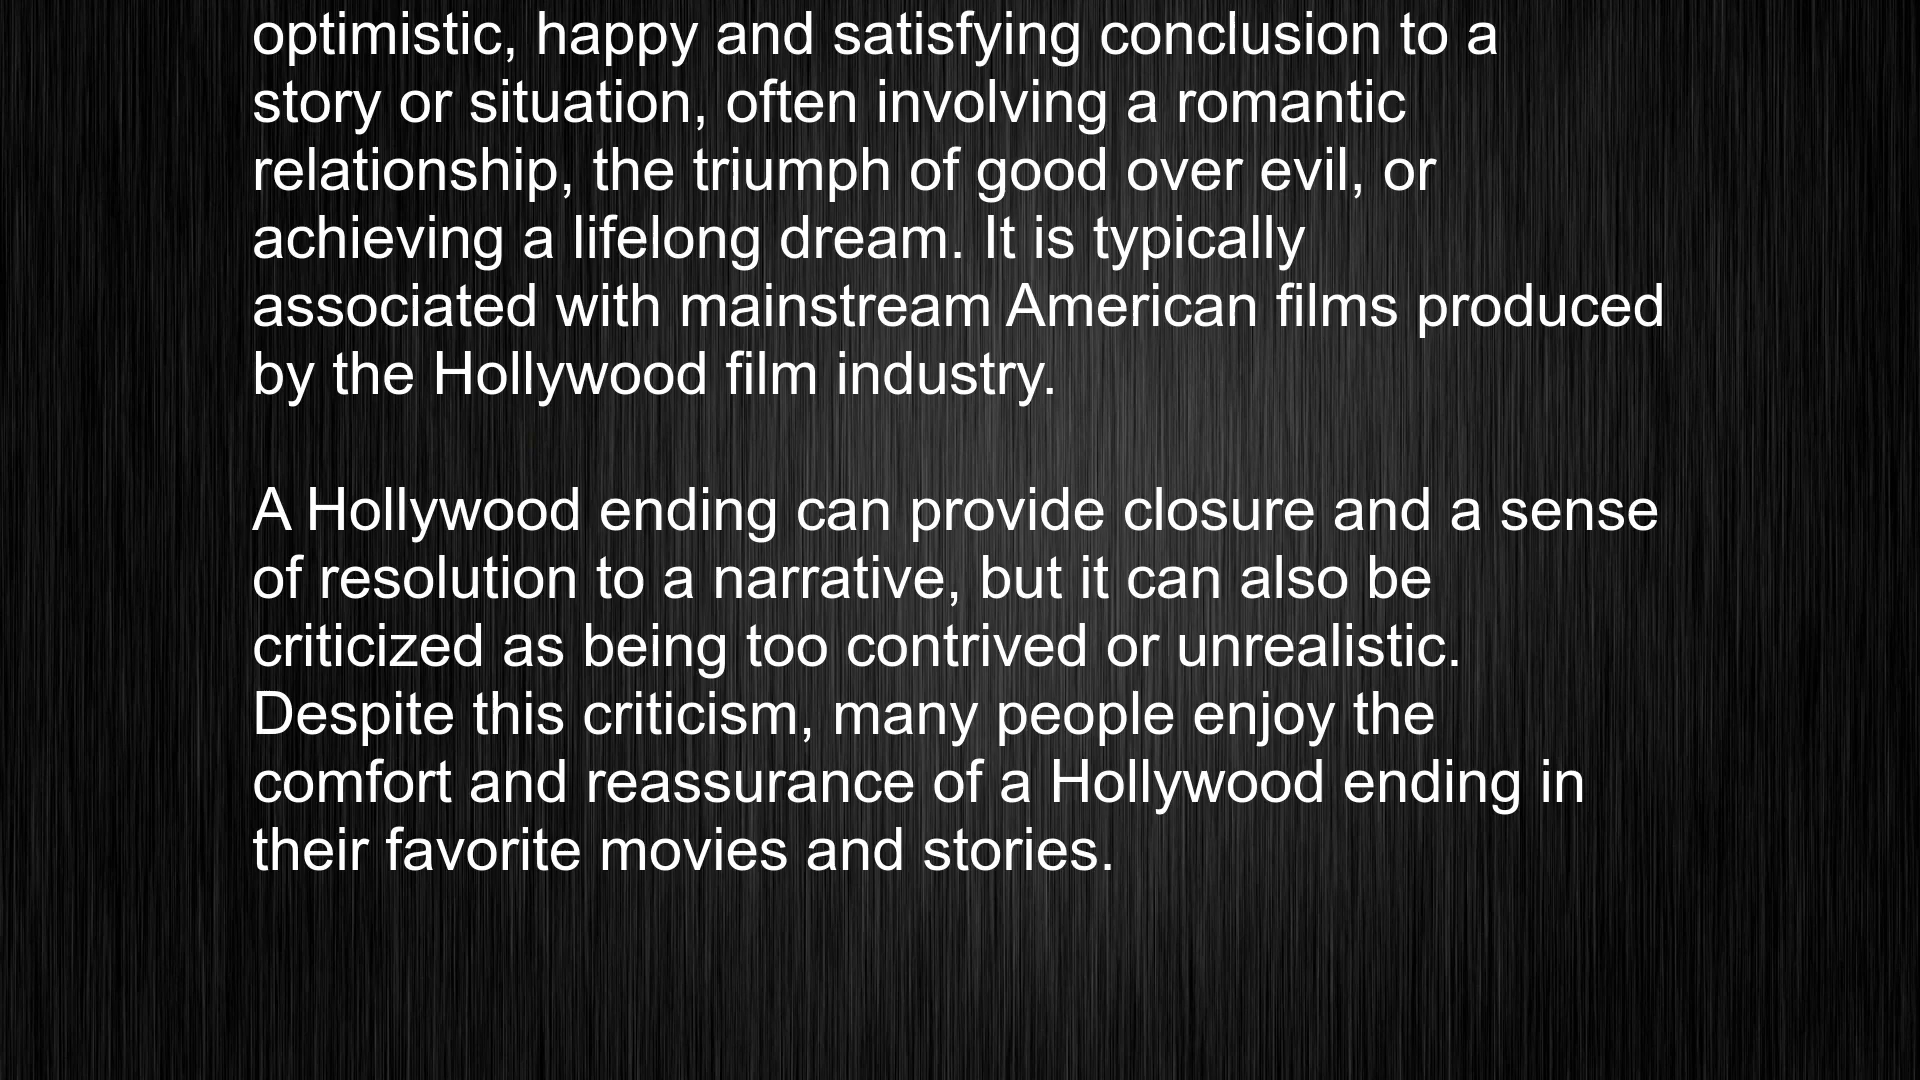 optimistic, happy and satisfying conclusion to a
story or situation, often involving a romantic
relationship, the triumph of good over evil, or
achieving a lifelong dream. It is typically
associated with mainstream American films produced
by the Hollywood film industry.
A Hollywood ending can provide closure and a sense
of resolution to a narrative, but it can also be
criticized as being too contrived or unrealistic.
Despite this criticism, many people enjoy the
comfort and reassurance of a Hollywood ending in
their favorite movies and stories.